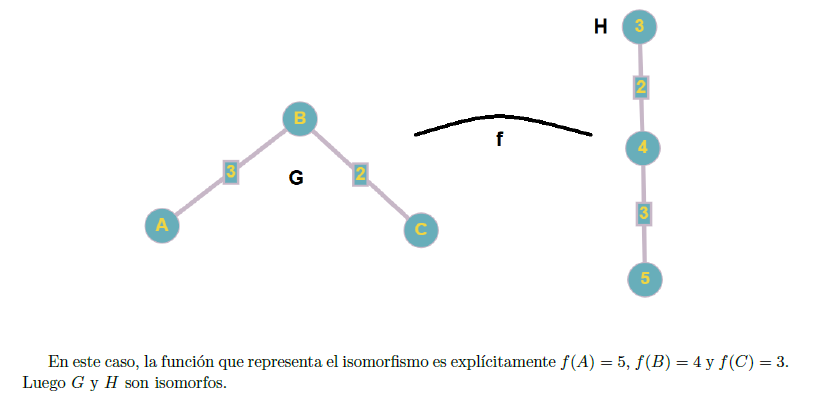 H
3
2
B
4
f
3
G
2
3
A
C
5
En este caso, la función que representa el isomorfismo es explícitamente f(A) = 5, f(B) = 4 y f(C) = 3.
Luego G y H son isomorfos.